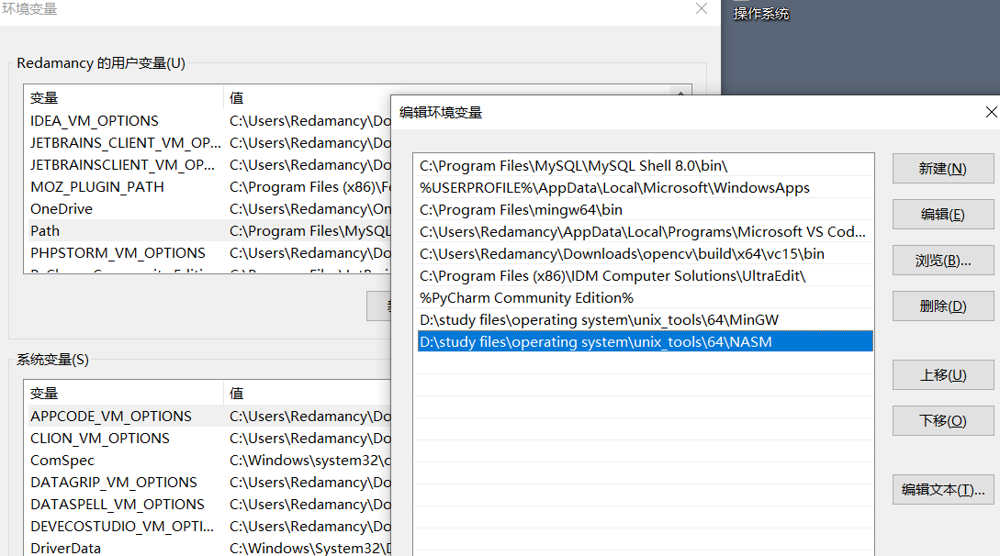 环境变量
操作系统
Redamancy 的用户变量(U)
变量 值
IDEA_VM_OPTIONS C:\Users\Redamancy\Do
JETBRAINS_CLIENT_VM_OP... C:\Users\Redamancy\Do
JETBRAINSCLIENT_VM_OP... C:\Users\Redamancy\Do
MOZ_PLUGIN_PATH C:\Program Files (x86)\Fo
OneDrive C:\Users\Redamancy\On
Path C:\Program Files\MySQL
PHPSTORM_VM_OPTIONS C:\Users\Redamancy\Do
系统变量(S)
变量 值
APPCODE_VM_OPTIONS C:\Users\Redamancy\Do
CLION_VM_OPTIONS C:\Users\Redamancy\Do
ComSpec C:\Windows\system32\c
DATAGRIP_VM_OPTIONS C:\Users\Redamancy\Do
DATASPELL_VM_OPTIONS C:\Users\Redamancy\Do
DEVECOSTUDIO_VM_OPTI... C:\Users\Redamancy\Do
DriverData C:\Windows\System32\D
编辑环境变量
C:\Program Files\MySQL\MySQL Shell 8.0\bin\
%USERPROFILE%\AppData\Local\Microsoft\WindowsApps
C:\Program Files\mingw64\bin
C:\Users\Redamancy\AppData\Local\Programs\Microsoft VS Cod...
C:\Users\Redamancy\Downloads\opencv\build\x64\vc15\bin
C:\Program Files (x86)\IDM Computer Solutions\UltraEdit\
%PyCharm Community Edition%
D:\study files\operating system\unix_tools\64\MinGW
D:\study files\operating system\unix_tools\64\NASM
新建(N)
编辑(E)
浏览(B)...
删除(D)
上移(U)
下移(O)
编辑文本(T)...